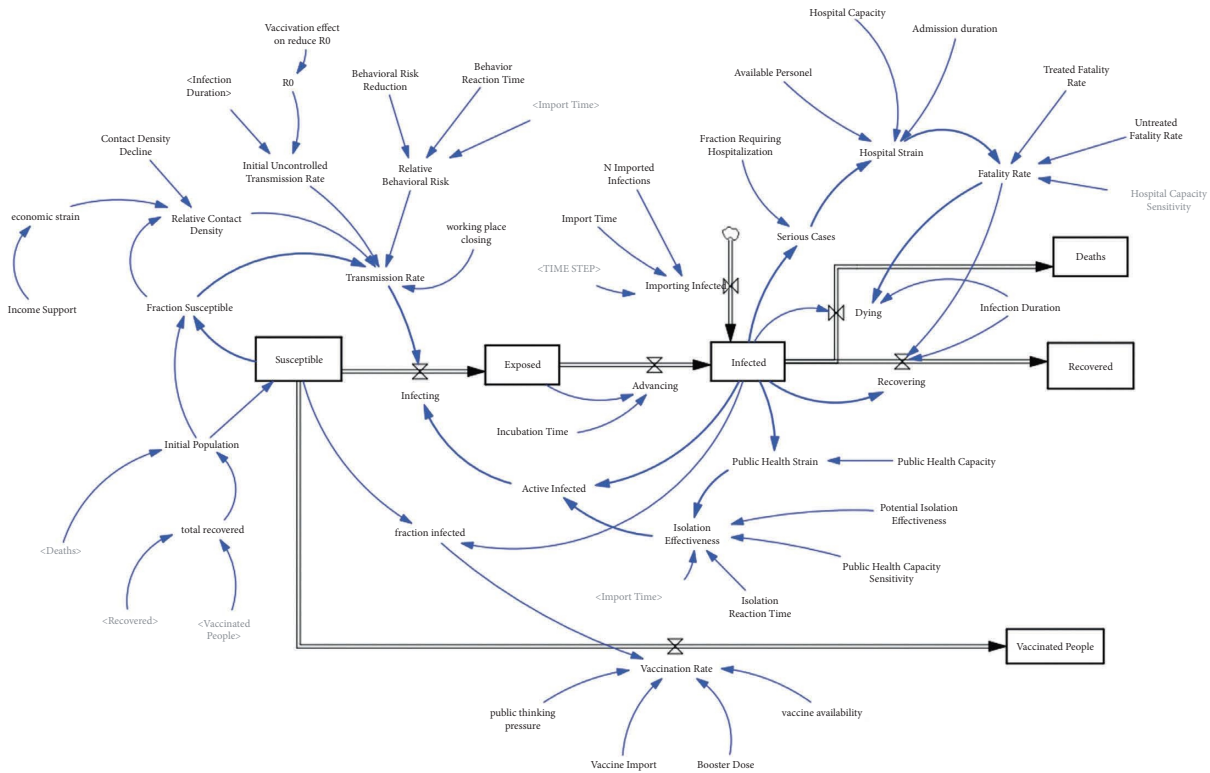 Hospital Capacity
Vaccivation effect
on reduce R0
Admission duration
<Infection
Duration>
R0
Behavioral Risk
Reduction
Behavior
Reaction Time
Available Personel
Treated Fatality
Rate
<Import Time>
Contact Density
Decline
Fraction Requiring
Hospitalization
Untreated
Fatality Rate
Initial Uncontrolled
Transmission Rate
Relative
Behavioral Risk
Hospital Strain
N Imported
Infections
Fatality Rate
Hospital Capacity
Sensitivity
economic strain
Relative Contact
Density
Import Time
working place
closing
Serious Cases
Deaths
<TIME STEP>
Transmission Rate
Importing Infected
Income Support
Fraction Susceptible
Dying
Infection Duration
Susceptible
Exposed
Infected
Recovered
Advancing
Recovering
Infecting
Incubation Time
Initial Population
Public Health Strain
Public Health Capacity
Active Infected
Potential Isolation
Effectiveness
total recovered
fraction infected
Isolation
Effectiveness
<Deaths>
Public Health Capacity
Sensitivity
<Import Time>
Isolation
Reaction Time
<Recovered>
<Vaccinated
People>
Vaccinated People
Vaccination Rate
public thinking
pressure
vaccine availability
Vaccine Import
Booster Dose